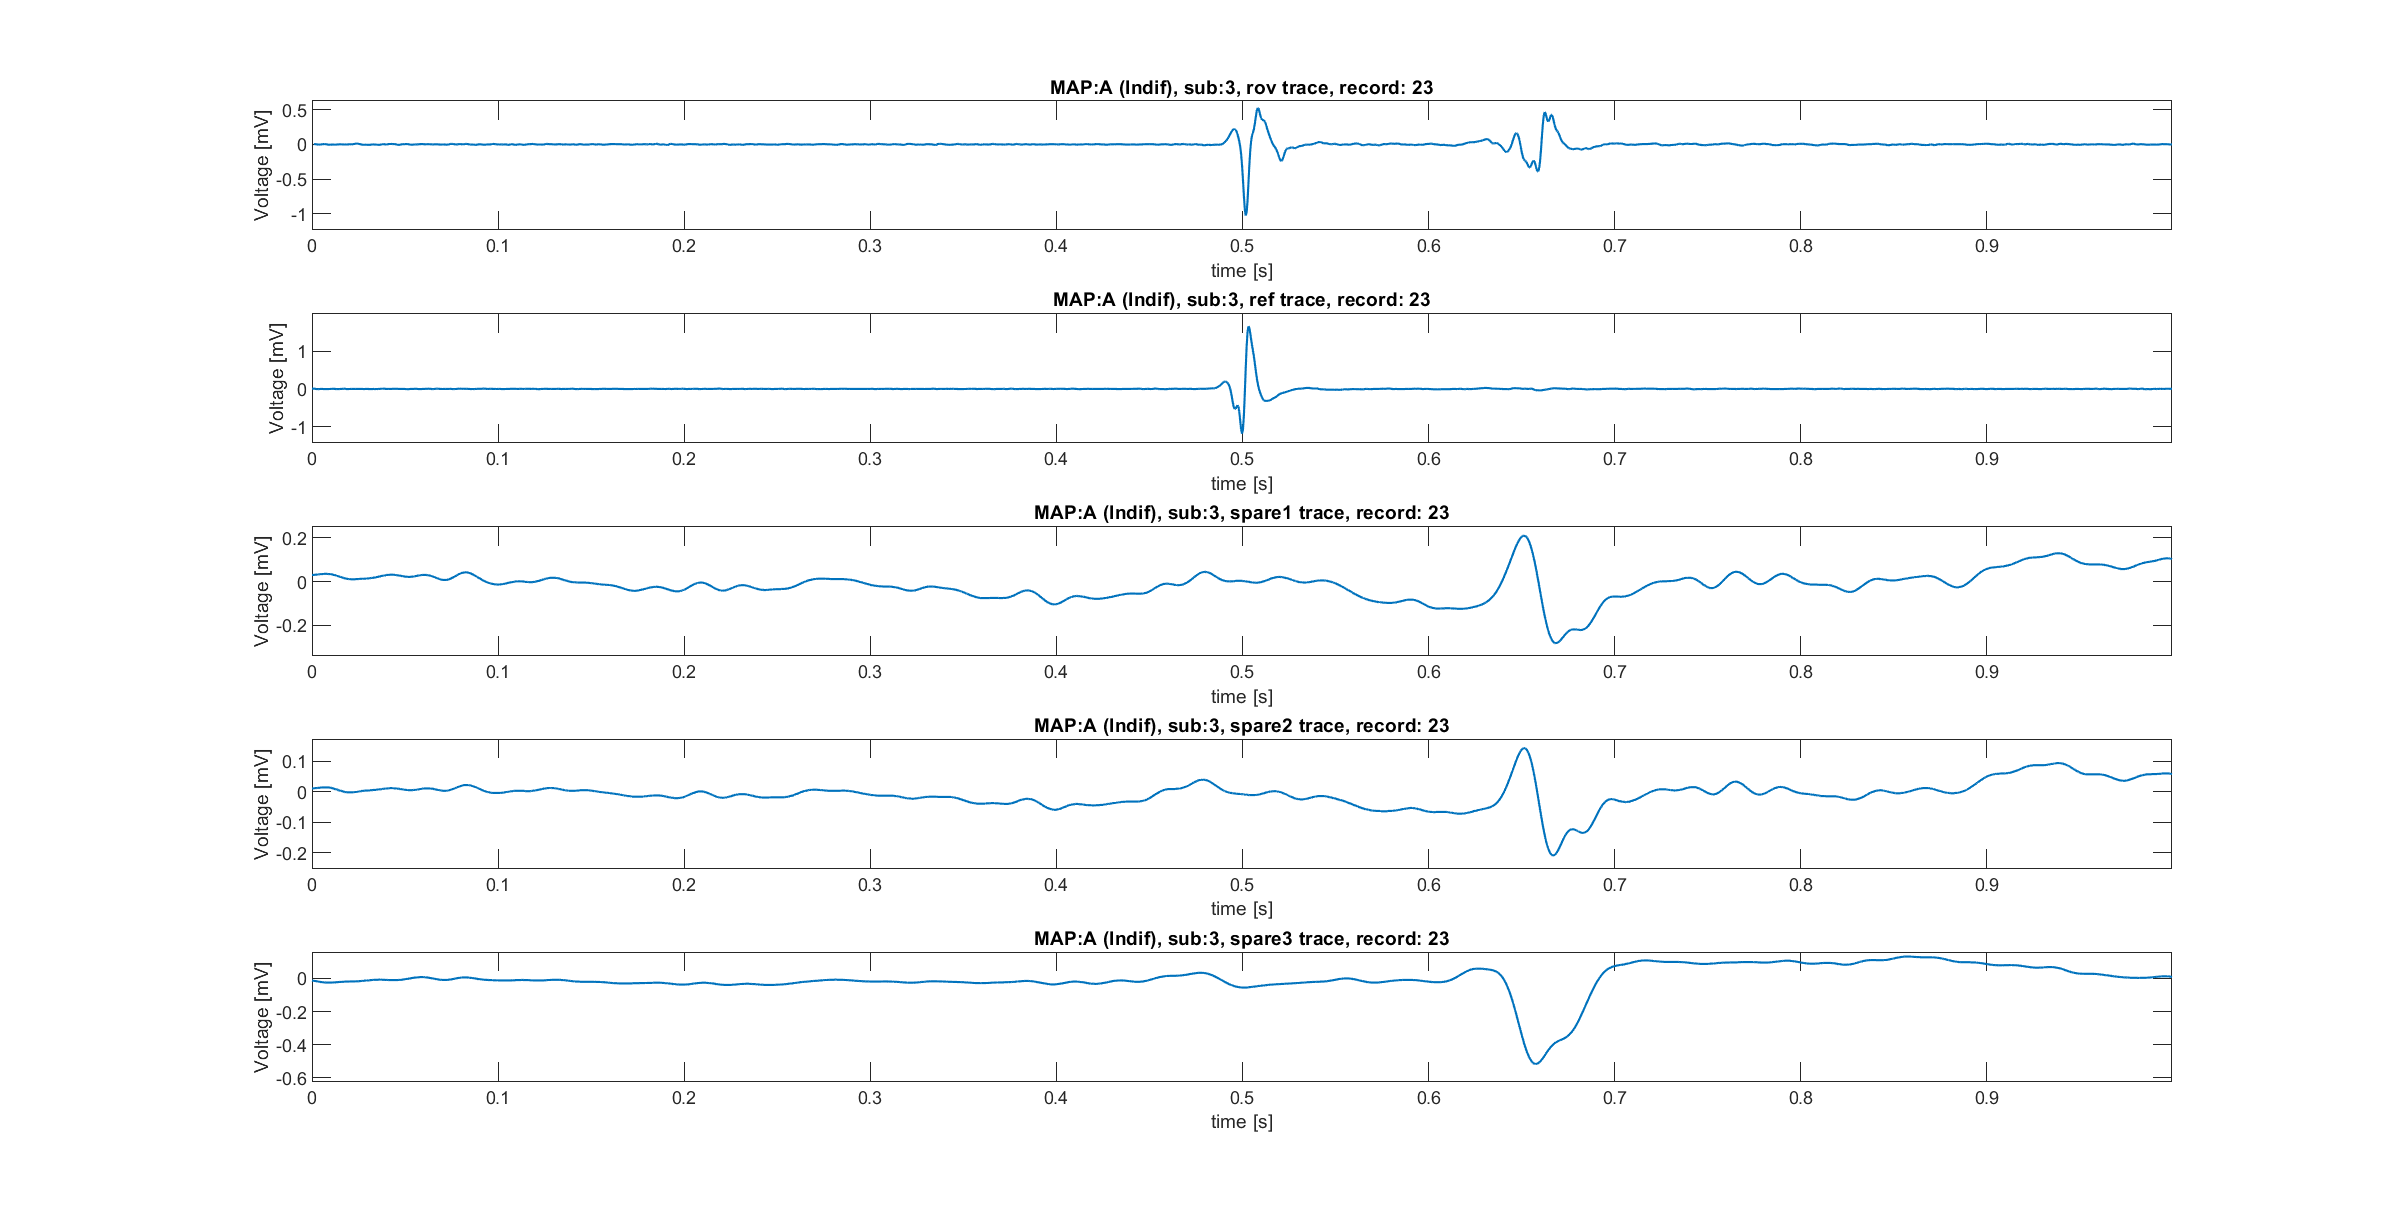 MAP:A (Indif), sub:3, rov trace, record: 23
Voltage [mV]
0.5
0
-0.5
-1
0 0.1 0.2 0.3 0.4 0.5 0.6 0.7 0.8 0.9
time [s]
MAP:A (Indif), sub:3, ref trace, record: 23
Voltage [mV]
1
0
-1
0 0.1 0.2 0.3 0.4 0.5 0.6 0.7 0.8 0.9
time [s]
MAP:A (Indif), sub:3, spare1 trace, record: 23
Voltage [mV]
0.2
0
-0.2
0 0.1 0.2 0.3 0.4 0.5 0.6 0.7 0.8 0.9
time [s]
MAP:A (Indif), sub:3, spare2 trace, record: 23
Voltage [mV]
0.1
0
-0.1
-0.2
0 0.1 0.2 0.3 0.4 0.5 0.6 0.7 0.8 0.9
time [s]
MAP:A (Indif), sub:3, spare3 trace, record: 23
Voltage [mV]
0
-0.2
-0.4
-0.6
0 0.1 0.2 0.3 0.4 0.5 0.6 0.7 0.8 0.9
time [s]